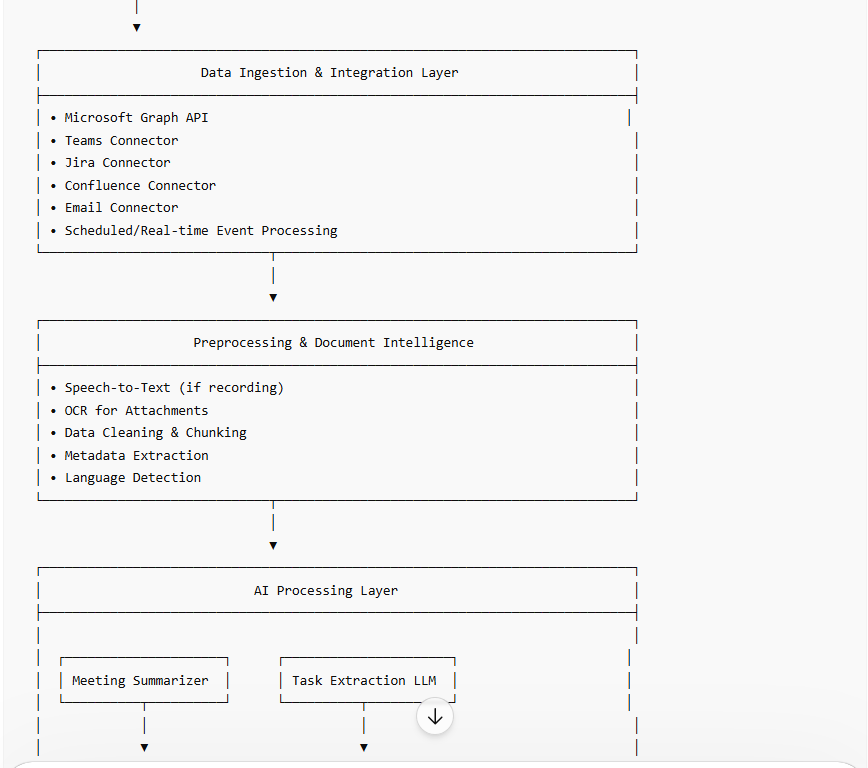 Data Ingestion & Integration Layer
• Microsoft Graph API
• Teams Connector
• Jira Connector
• Confluence Connector
• Email Connector
• Scheduled/Real-time Event Processing
Preprocessing & Document Intelligence
• Speech-to-Text (if recording)
• OCR for Attachments
• Data Cleaning & Chunking
• Metadata Extraction
• Language Detection
AI Processing Layer
Meeting Summarizer Task Extraction LLM